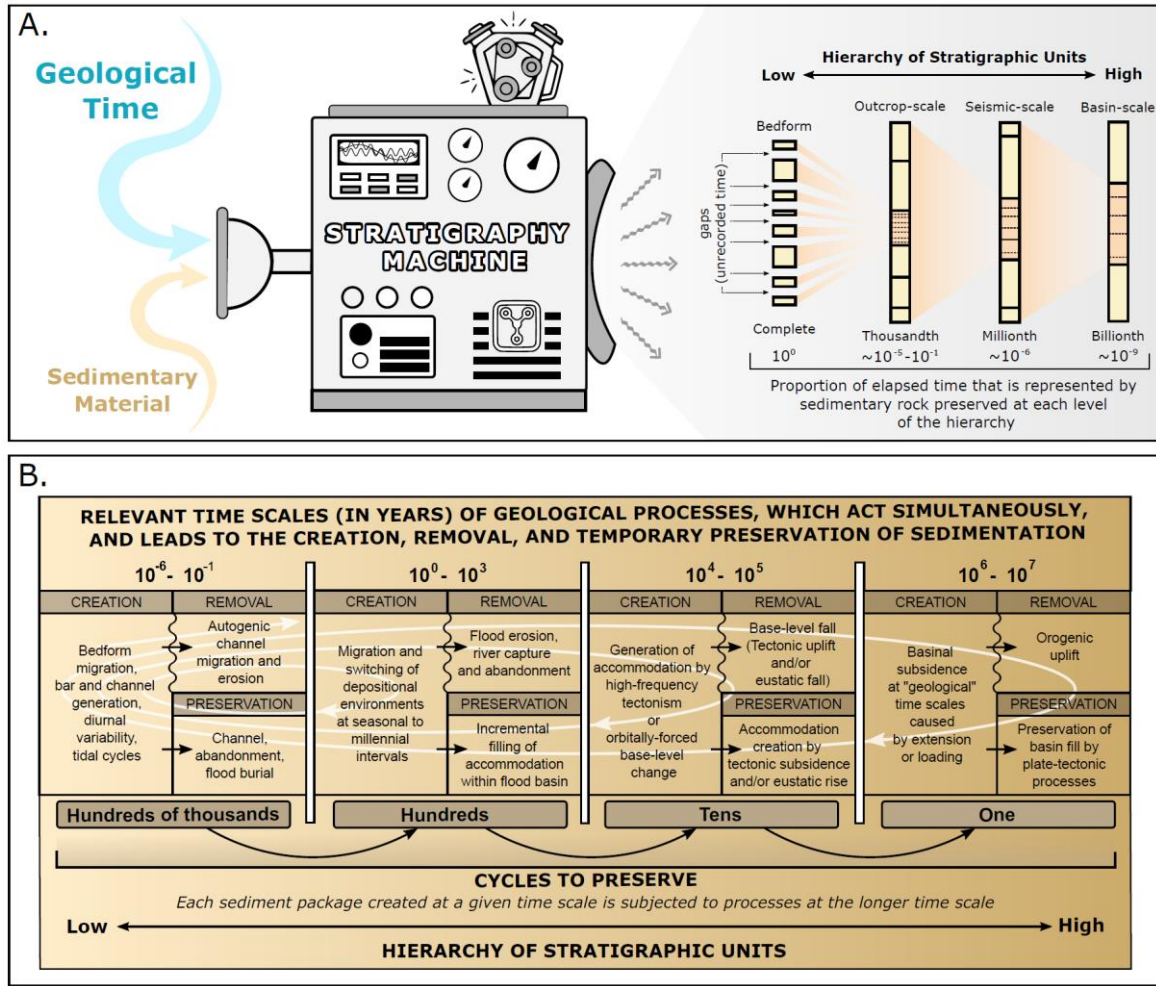 A.
Geological
Time
Sedimentary
Material
STRATIGRAPHY
MACHINE
Hierarchy of Stratigraphic Units
Low
High
Bedform
Outcrop-scale
Seismic-scale
Basin-scale
gaps
(unrecorded time)
Complete
Thousandth
Millionth
Billionth
10⁰
~10⁻⁵-10⁻¹
~10⁻⁶
~10⁻⁹
Proportion of elapsed time that is represented by
sedimentary rock preserved at each level
of the hierarchy
B.
RELEVANT TIME SCALES (IN YEARS) OF GEOLOGICAL PROCESSES, WHICH ACT SIMULTANEOUSLY,
AND LEADS TO THE CREATION, REMOVAL, AND TEMPORARY PRESERVATION OF SEDIMENTATION
10⁻⁶- 10⁻¹
CREATION
Bedform
migration,
bar and channel
generation,
diurnal
variability,
tidal cycles
REMOVAL
Autogenic
channel
migration and
erosion
PRESERVATION
Channel,
abandonment,
flood burial
10⁰ - 10³
CREATION
Migration and
switching of
depositional
environments
at seasonal to
millennial
intervals
REMOVAL
Flood erosion,
river capture
and abandonment
PRESERVATION
Incremental
filling of
accommodation
within flood basin
10⁴ - 10⁵
CREATION
Generation of
accommodation by
high-frequency
tectonism
or
orbitally-forced
base-level
change
REMOVAL
Base-level fall
(Tectonic uplift
and/or
eustatic fall)
PRESERVATION
Accommodation
creation by
tectonic subsidence
and/or eustatic rise
10⁶ - 10⁷
CREATION
Basinal
subsidence
at "geological"
time scales
caused
by extension
or loading
REMOVAL
Orogenic
uplift
PRESERVATION
Preservation of
basin fill by
plate-tectonic
processes
Hundreds of thousands
Hundreds
Tens
One
CYCLES TO PRESERVE
Each sediment package created at a given time scale is subjected to processes at the longer time scale
Low
High
HIERARCHY OF STRATIGRAPHIC UNITS